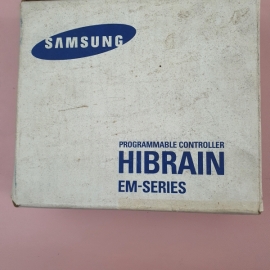 SAMSUNG
PROGRAMMABLE CONTROLLER
HIBRAIN
EM-SERIES